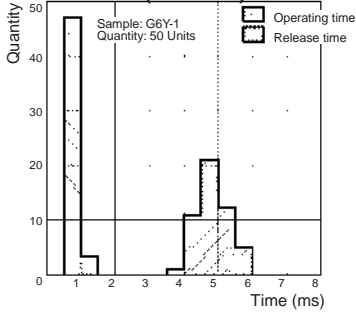 Quantity
50
40
30
20
10
0
Sample: G6Y-1
Quantity: 50 Units
Operating time
Release time
1 2 3 4 5 6 7 8
Time (ms)